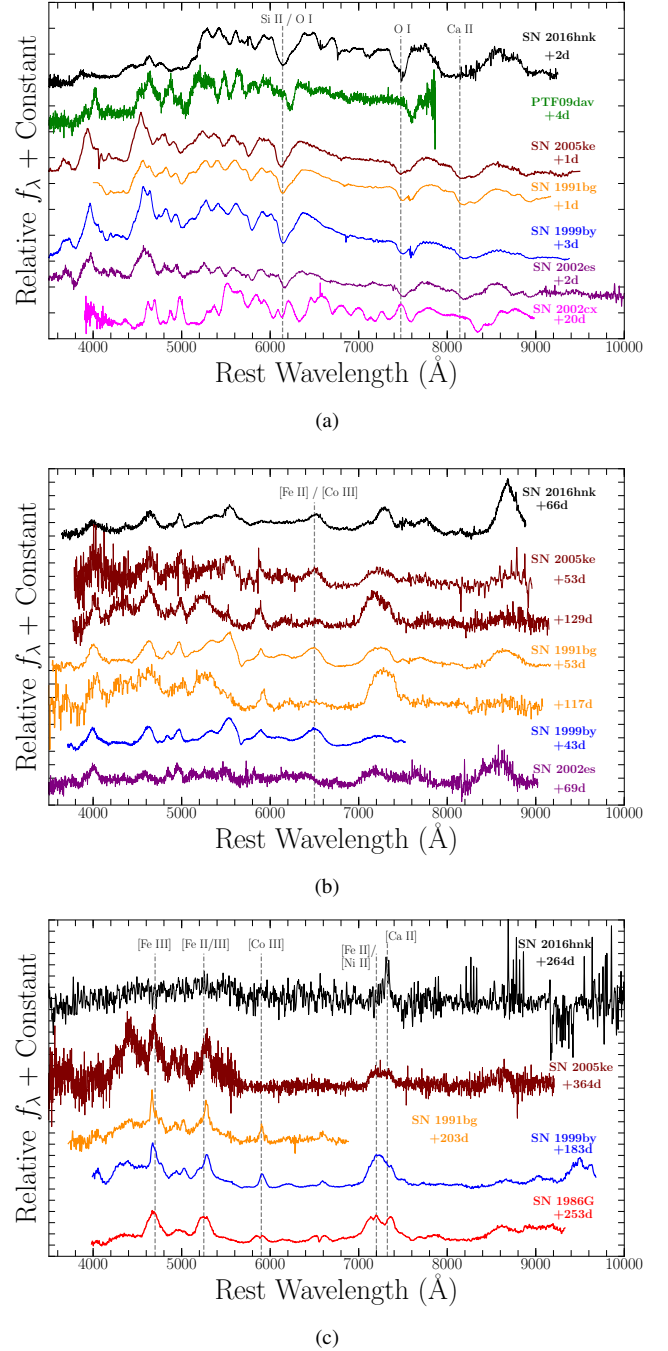 Si II / O I
O I
Ca II
SN 2016hnk
+2d
PTF09dav
+4d
SN 2005ke
+1d
SN 1991bg
+1d
SN 1999by
+3d
SN 2002es
+2d
SN 2002cx
+20d
Relative fλ + Constant
4000 5000 6000 7000 8000 9000 10000
Rest Wavelength (Å)
(a)
[Fe II] / [Co III]
SN 2016hnk
+66d
SN 2005ke
+53d
+129d
SN 1991bg
+53d
+117d
SN 1999by
+43d
SN 2002es
+69d
Relative fλ + Constant
4000 5000 6000 7000 8000 9000 10000
Rest Wavelength (Å)
(b)
[Fe III]
[Fe II/III]
[Co III]
[Fe II]/
[Ni II]
[Ca II]
SN 2016hnk
+264d
SN 2005ke
+364d
SN 1991bg
+203d
SN 1999by
+183d
SN 1986G
+253d
Relative fλ + Constant
4000 5000 6000 7000 8000 9000 10000
Rest Wavelength (Å)
(c)